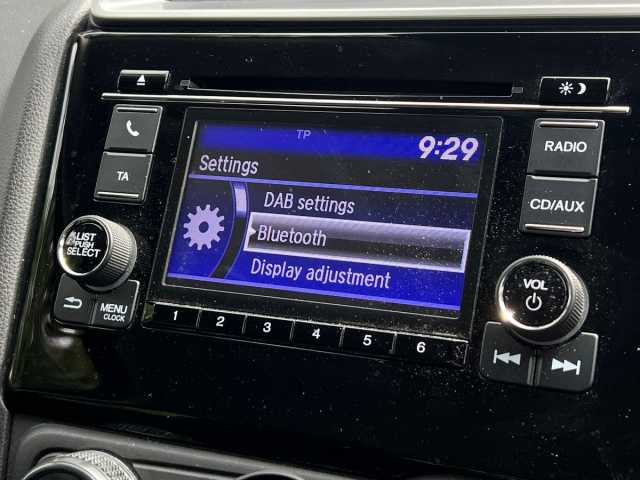 TP
9:29
Settings
DAB settings
Bluetooth
Display adjustment
TA
LIST
PUSH
SELECT
MENU
CLOCK
1 2 3 4 5 6
RADIO
CD/AUX
VOL